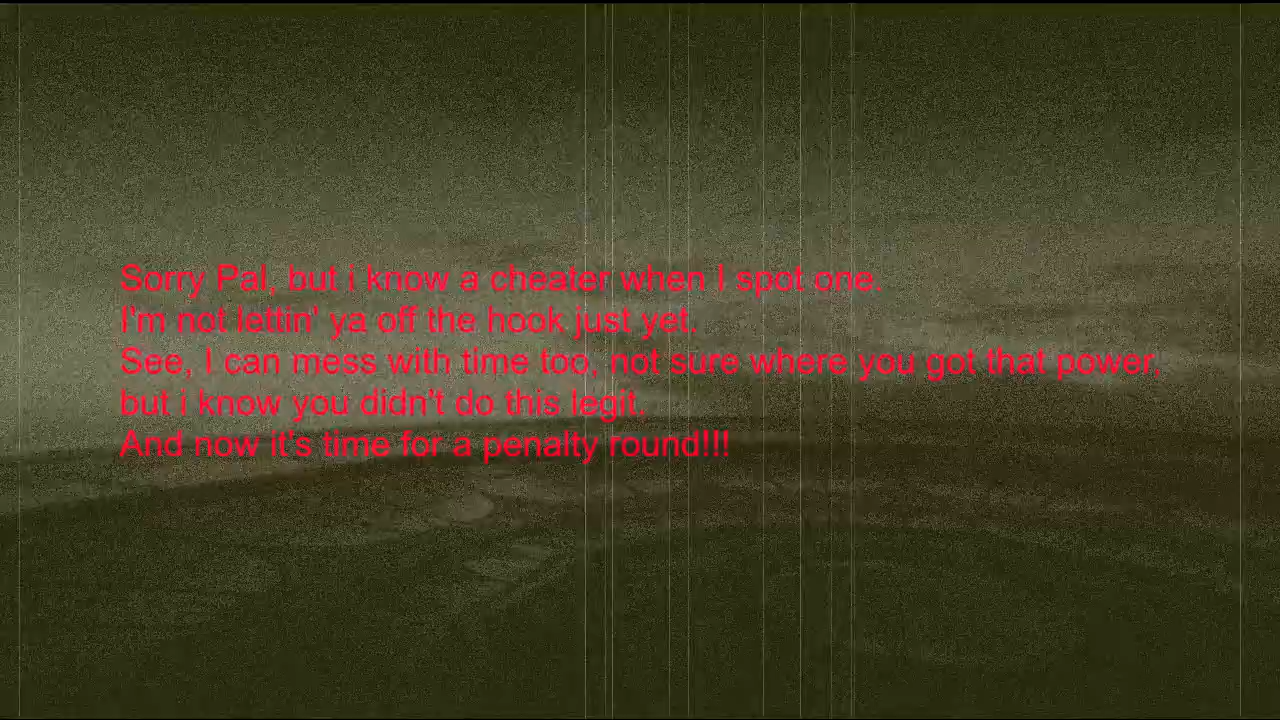 Sorry Pal, but i know a cheater when I spot one.
I'm not lettin' ya off the hook just yet.
See, I can mess with time too, not sure where you got that power,
but i know you didn't do this legit.
And now it's time for a penalty round!!!